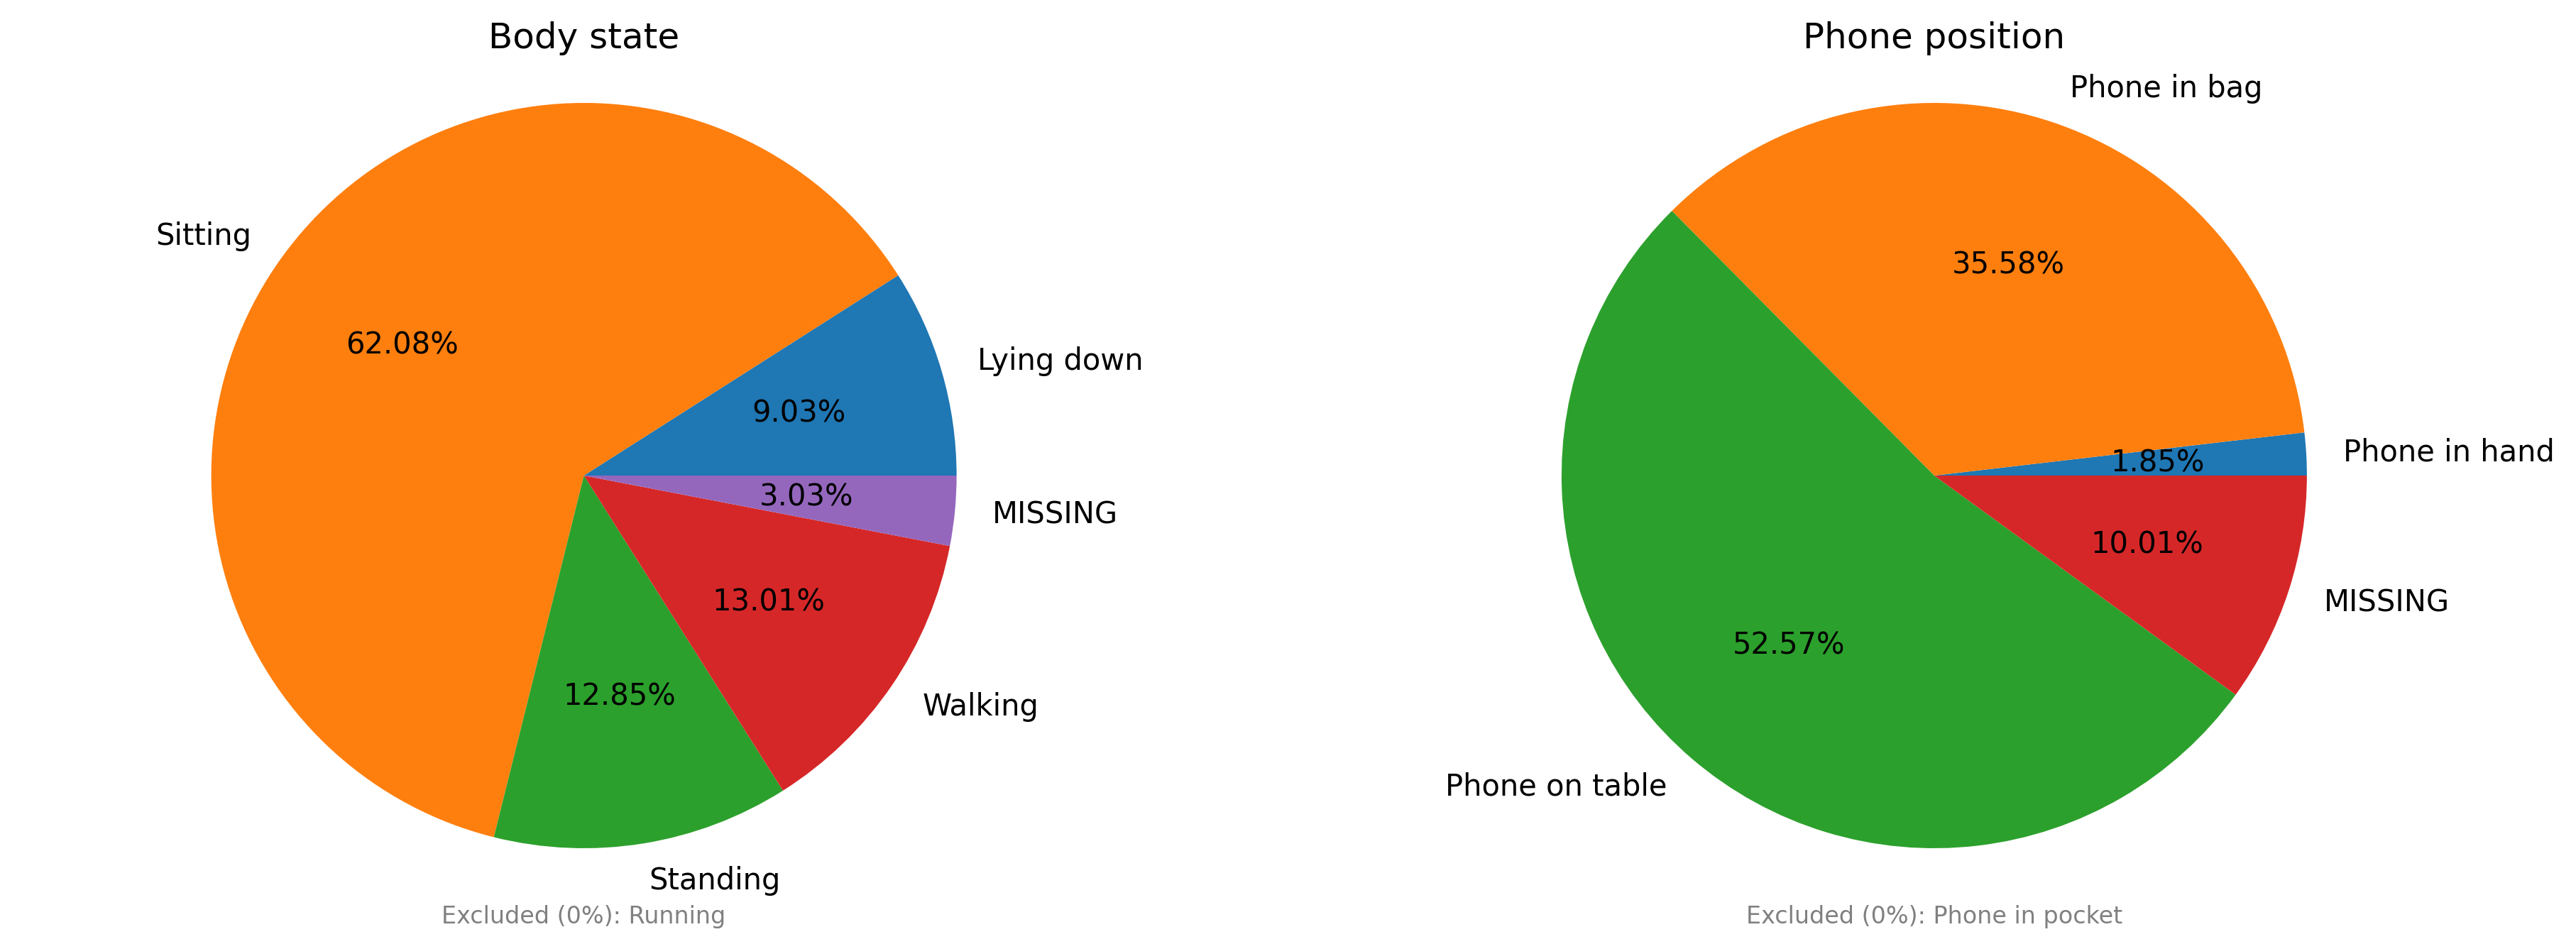 Body state
Sitting
62.08%
Lying down
9.03%
3.03%
MISSING
13.01%
Walking
12.85%
Standing
Excluded (0%): Running
Phone position
Phone in bag
35.58%
Phone in hand
1.85%
10.01%
MISSING
52.57%
Phone on table
Excluded (0%): Phone in pocket